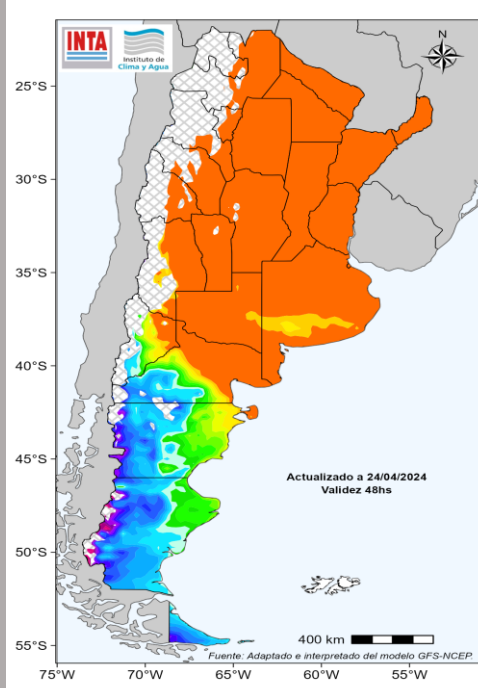 INTA
Instituto de
Clima y Agua
N
25°S
30°S
35°S
40°S
45°S
50°S
55°S
Actualizado a 24/04/2024
Validez 48hs
400 km
Fuente: Adaptado e interpretado del modelo GFS-NCEP.
75°W
70°W
65°W
60°W
55°W